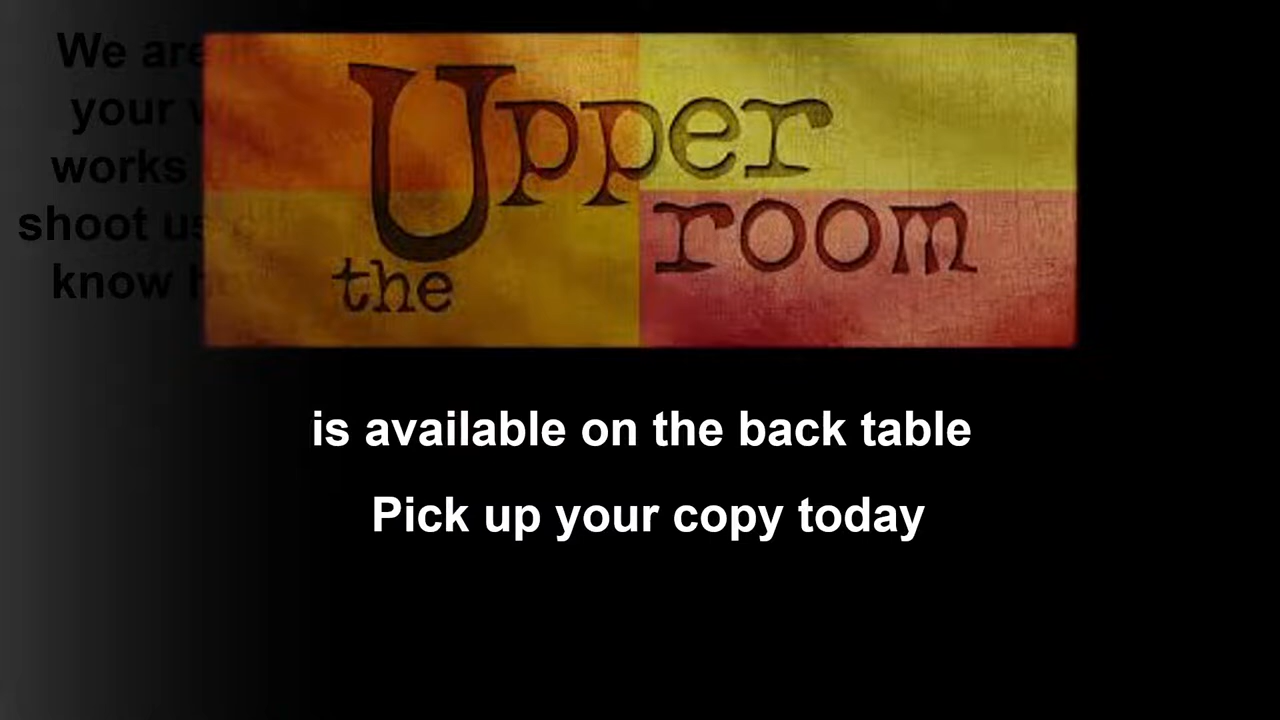 We are
your
works
shoot us
know
the Upper room
is available on the back table
Pick up your copy today